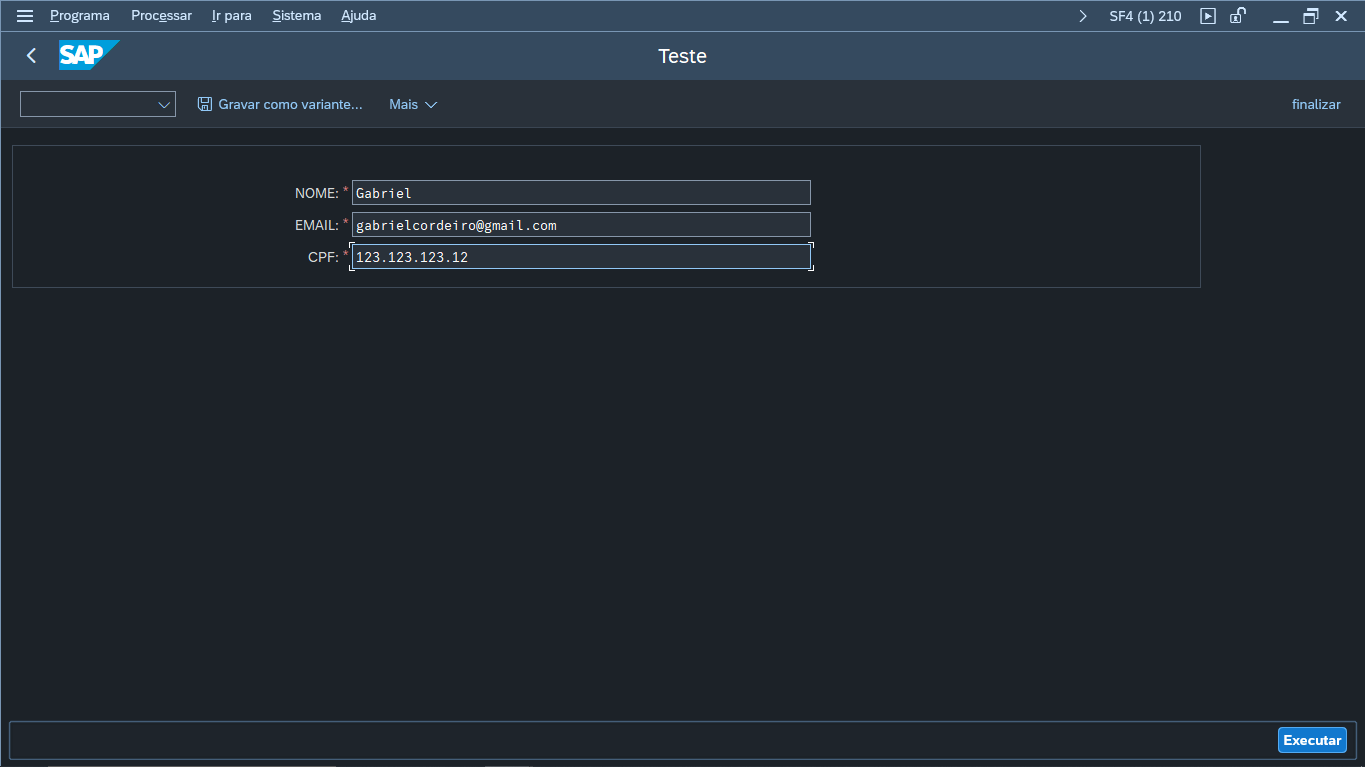 Programa Processar Ir para Sistema Ajuda SF4 (1) 210
SAP Teste
Gravar como variante... Mais finalizar
NOME: * Gabriel
EMAIL: * gabrielcordeiro@gmail.com
CPF: * 123.123.123.12
Executar